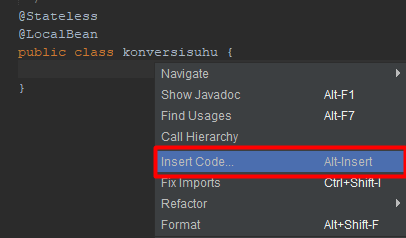 @Stateless
@LocalBean
public class konversisuhu {
Navigate
Show Javadoc Alt-F1
Find Usages Alt-F7
Call Hierarchy
Insert Code... Alt-Insert
Fix Imports Ctrl+Shift-I
Refactor
Format Alt+Shift-F
}